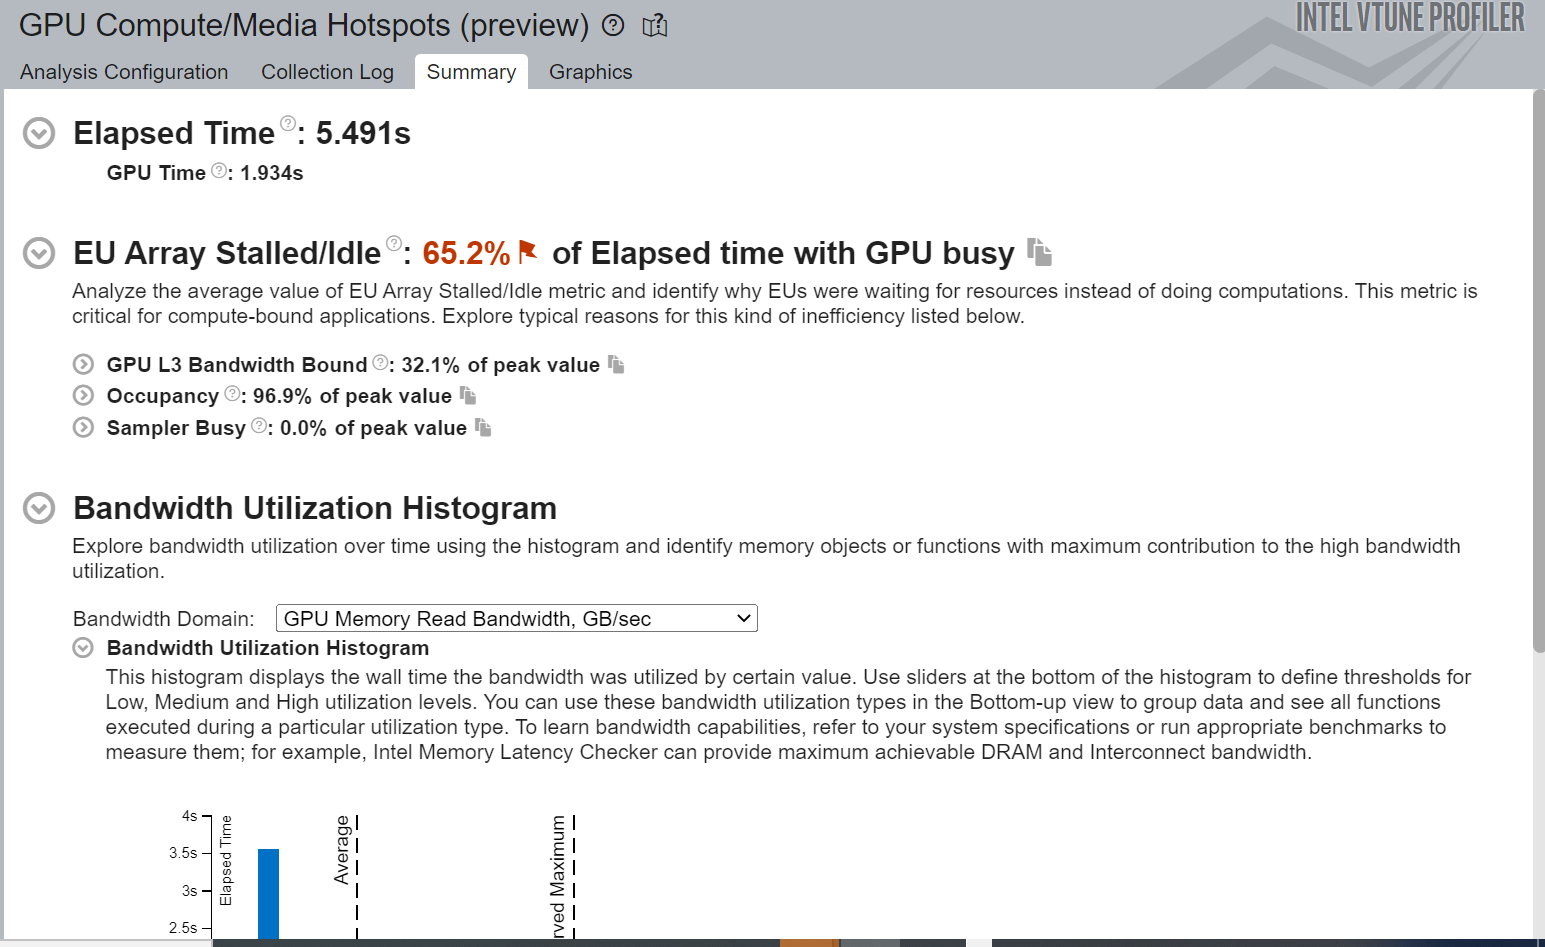 GPU Compute/Media Hotspots (preview)
INTEL VTUNE PROFILER
Analysis Configuration Collection Log Summary Graphics
Elapsed Time : 5.491s
GPU Time : 1.934s
EU Array Stalled/Idle : 65.2% of Elapsed time with GPU busy
Analyze the average value of EU Array Stalled/Idle metric and identify why EUs were waiting for resources instead of doing computations. This metric is
critical for compute-bound applications. Explore typical reasons for this kind of inefficiency listed below.
GPU L3 Bandwidth Bound : 32.1% of peak value
Occupancy : 96.9% of peak value
Sampler Busy : 0.0% of peak value
Bandwidth Utilization Histogram
Explore bandwidth utilization over time using the histogram and identify memory objects or functions with maximum contribution to the high bandwidth
utilization.
Bandwidth Domain: GPU Memory Read Bandwidth, GB/sec
Bandwidth Utilization Histogram
This histogram displays the wall time the bandwidth was utilized by certain value. Use sliders at the bottom of the histogram to define thresholds for
Low, Medium and High utilization levels. You can use these bandwidth utilization types in the Bottom-up view to group data and see all functions
executed during a particular utilization type. To learn bandwidth capabilities, refer to your system specifications or run appropriate benchmarks to
measure them; for example, Intel Memory Latency Checker can provide maximum achievable DRAM and Interconnect bandwidth.
4s
3.5s
3s
2.5s
Elapsed Time
Average
rved Maximum